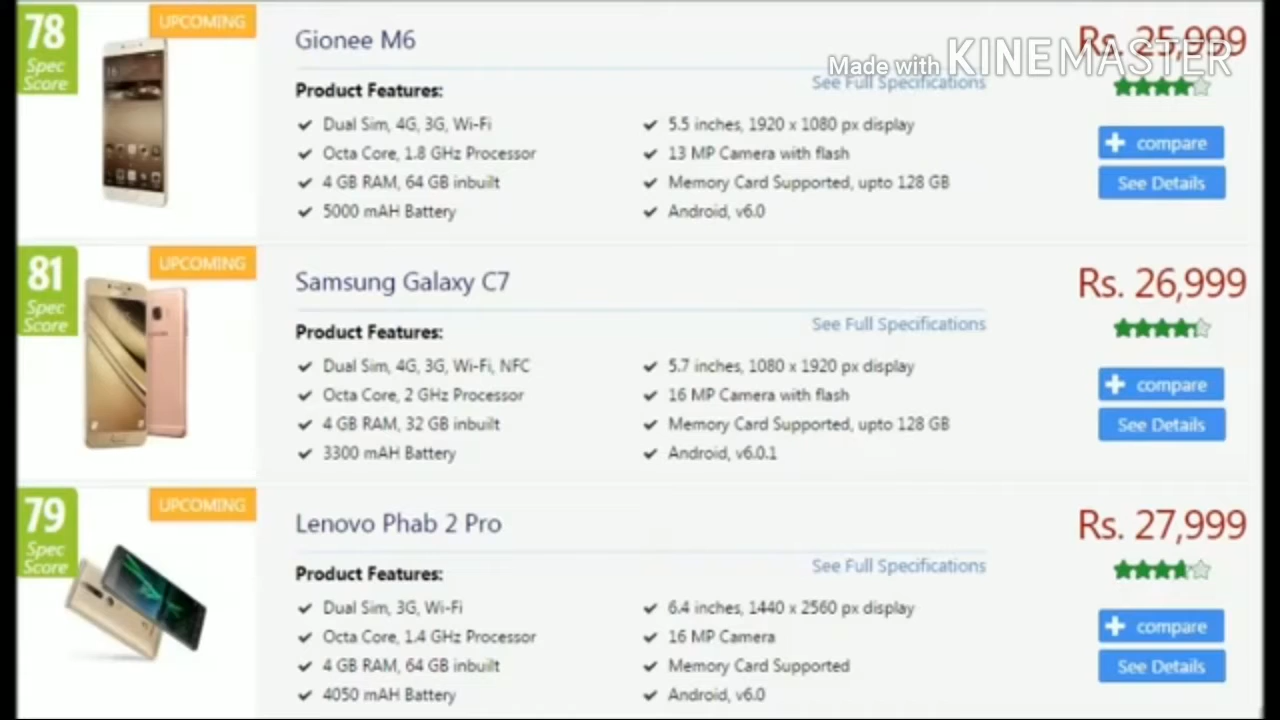 78
Spec
Score
UPCOMING
Gionee M6
Rs. 25,999
Made with KINEMASTER
See Full Specifications
Product Features:
Dual Sim, 4G, 3G, Wi-Fi
5.5 inches, 1920 x 1080 px display
+ compare
Octa Core, 1.8 GHz Processor
13 MP Camera with flash
4 GB RAM, 64 GB inbuilt
Memory Card Supported, upto 128 GB
See Details
5000 mAH Battery
Android, v6.0
81
Spec
Score
UPCOMING
Samsung Galaxy C7
Rs. 26,999
See Full Specifications
Product Features:
Dual Sim, 4G, 3G, Wi-Fi, NFC
5.7 inches, 1080 x 1920 px display
+ compare
Octa Core, 2 GHz Processor
16 MP Camera with flash
4 GB RAM, 32 GB inbuilt
Memory Card Supported, upto 128 GB
See Details
3300 mAH Battery
Android, v6.0.1
79
Spec
Score
UPCOMING
Lenovo Phab 2 Pro
Rs. 27,999
See Full Specifications
Product Features:
Dual Sim, 3G, Wi-Fi
6.4 inches, 1440 x 2560 px display
+ compare
Octa Core, 1.4 GHz Processor
16 MP Camera
4 GB RAM, 64 GB inbuilt
Memory Card Supported
See Details
4050 mAH Battery
Android, v6.0